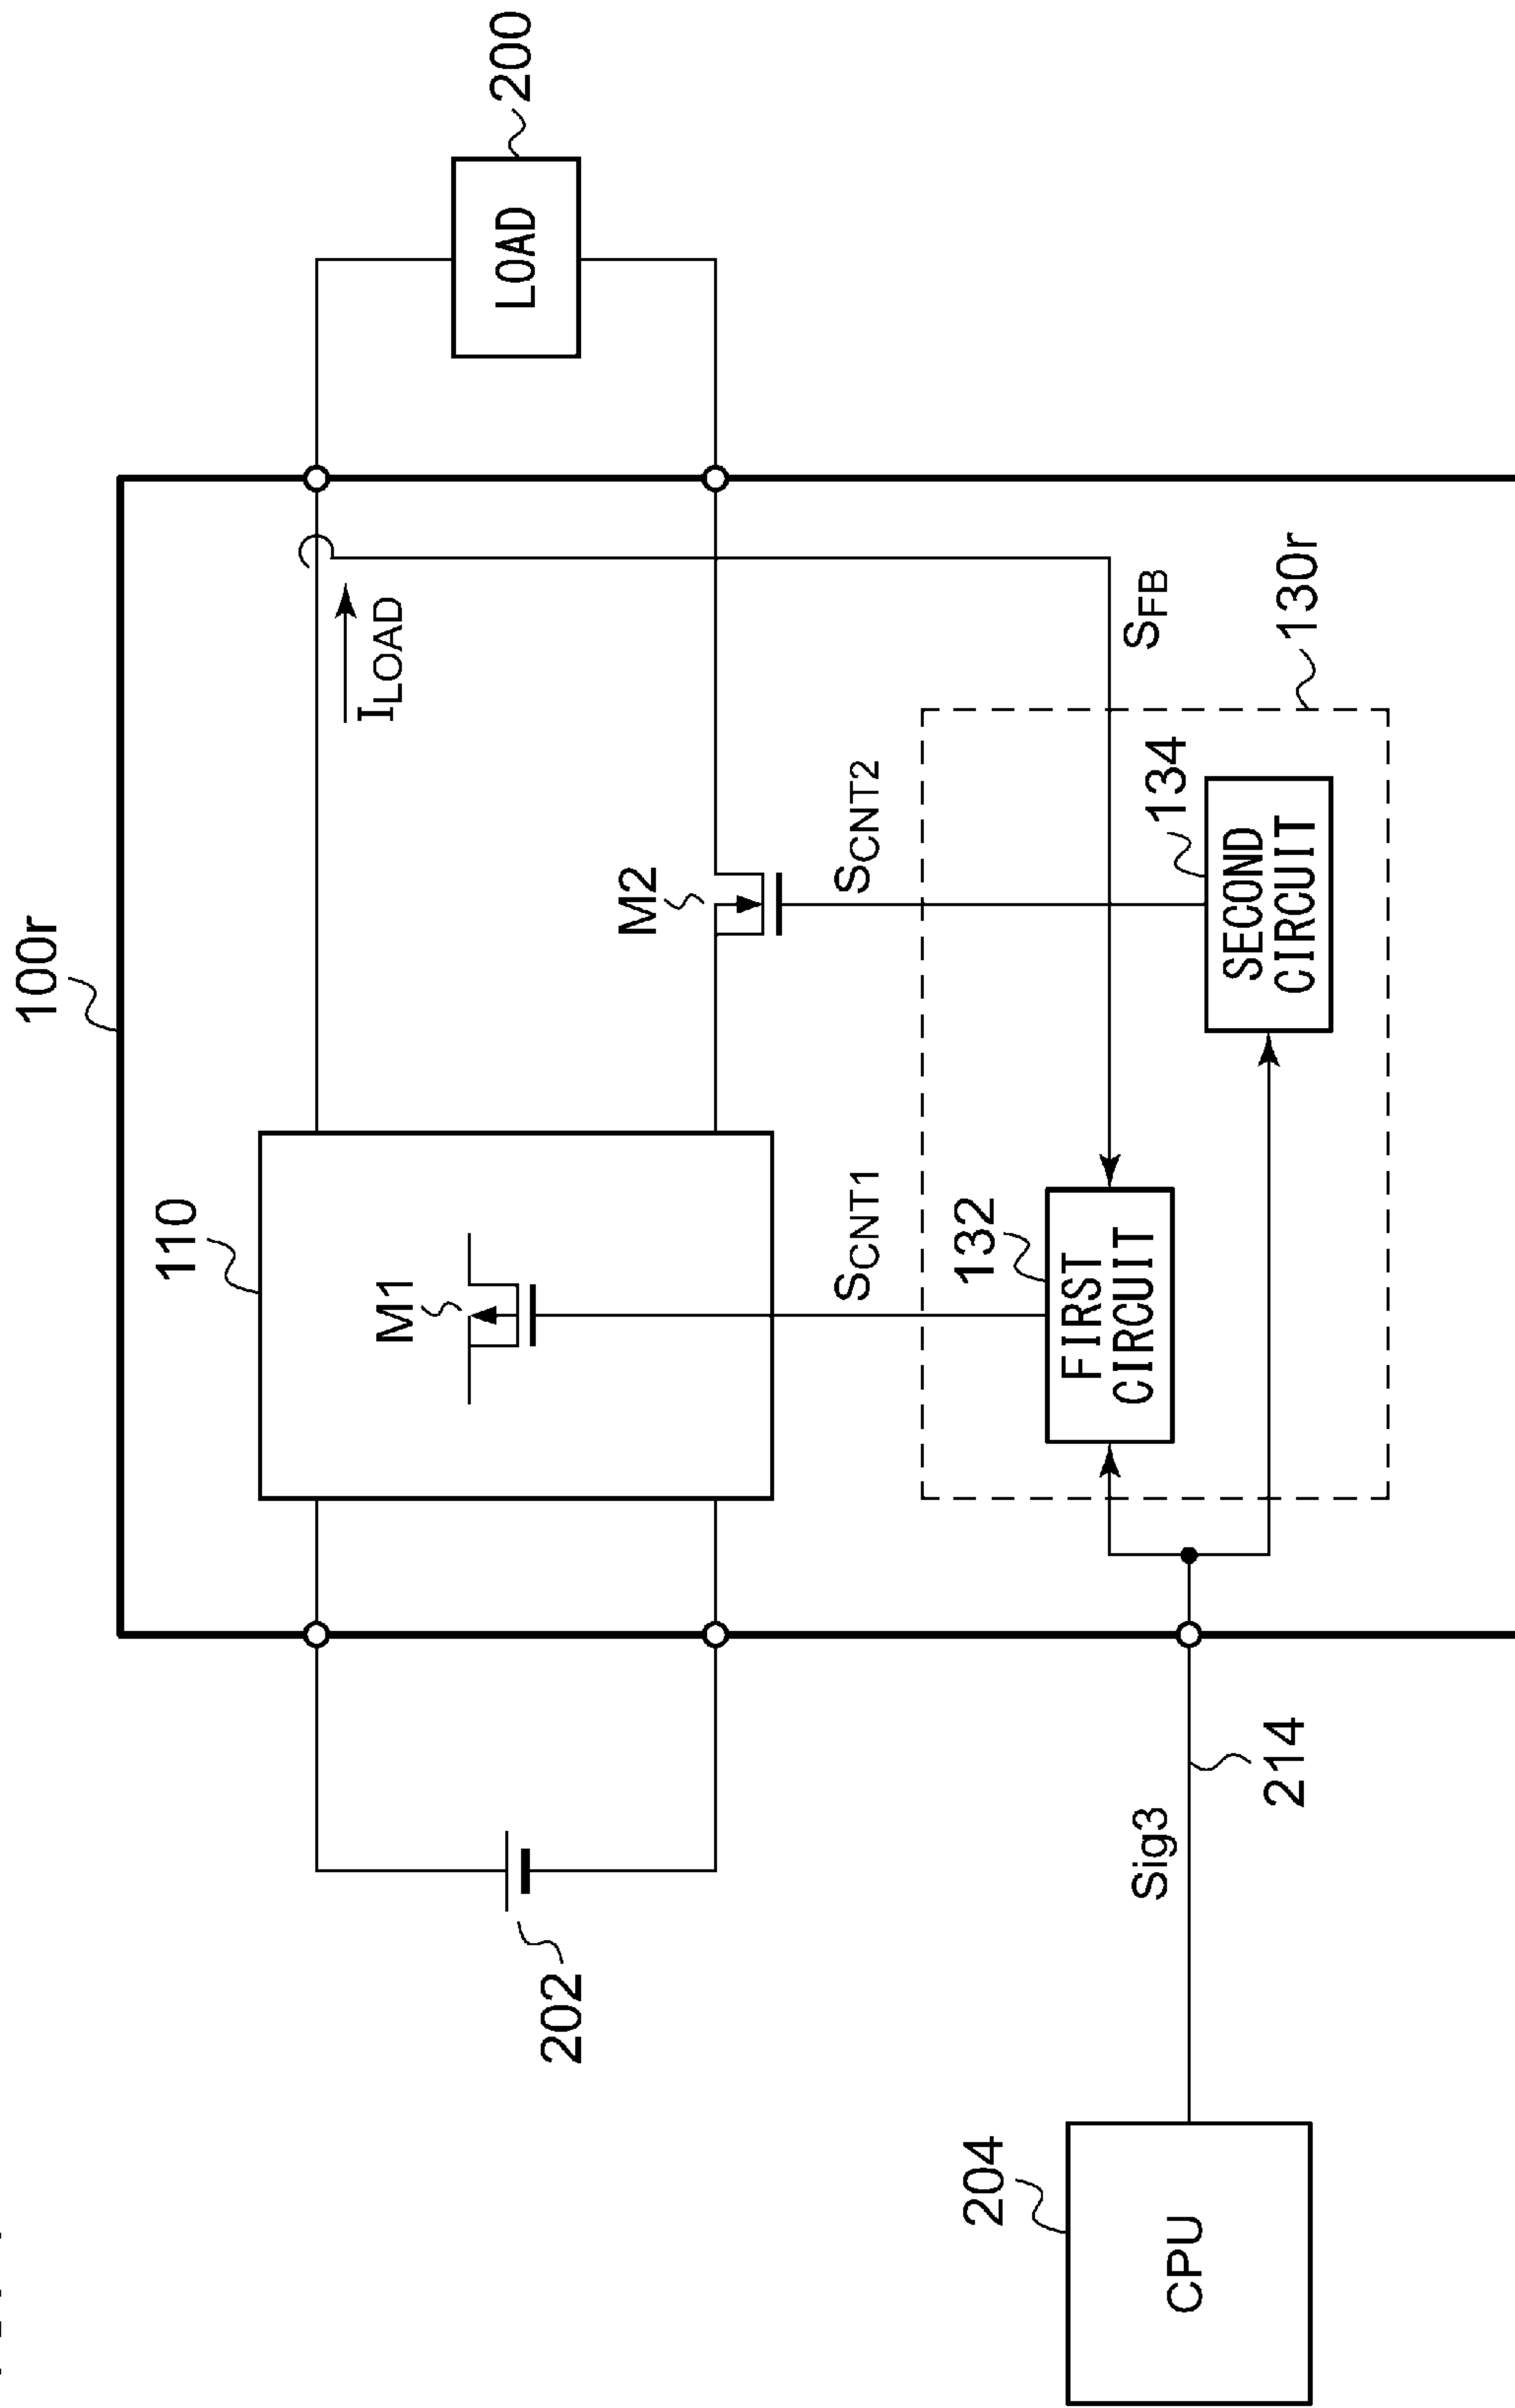 100r
110
M1
M2
ILOAD
LOAD
200
202
SCNT1
SCNT2
SFB
130r
132
FIRST
CIRCUIT
134
SECOND
CIRCUIT
204
CPU
Sig3
214